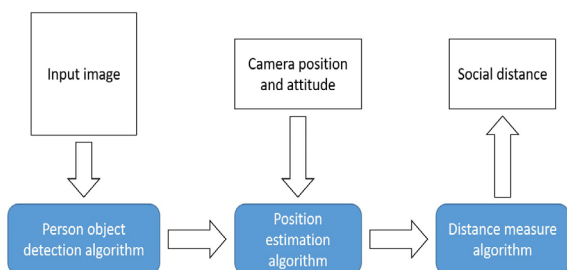 Input image
Camera position
and attitude
Social distance
Person object
detection algorithm
Position
estimation
algorithm
Distance measure
algorithm